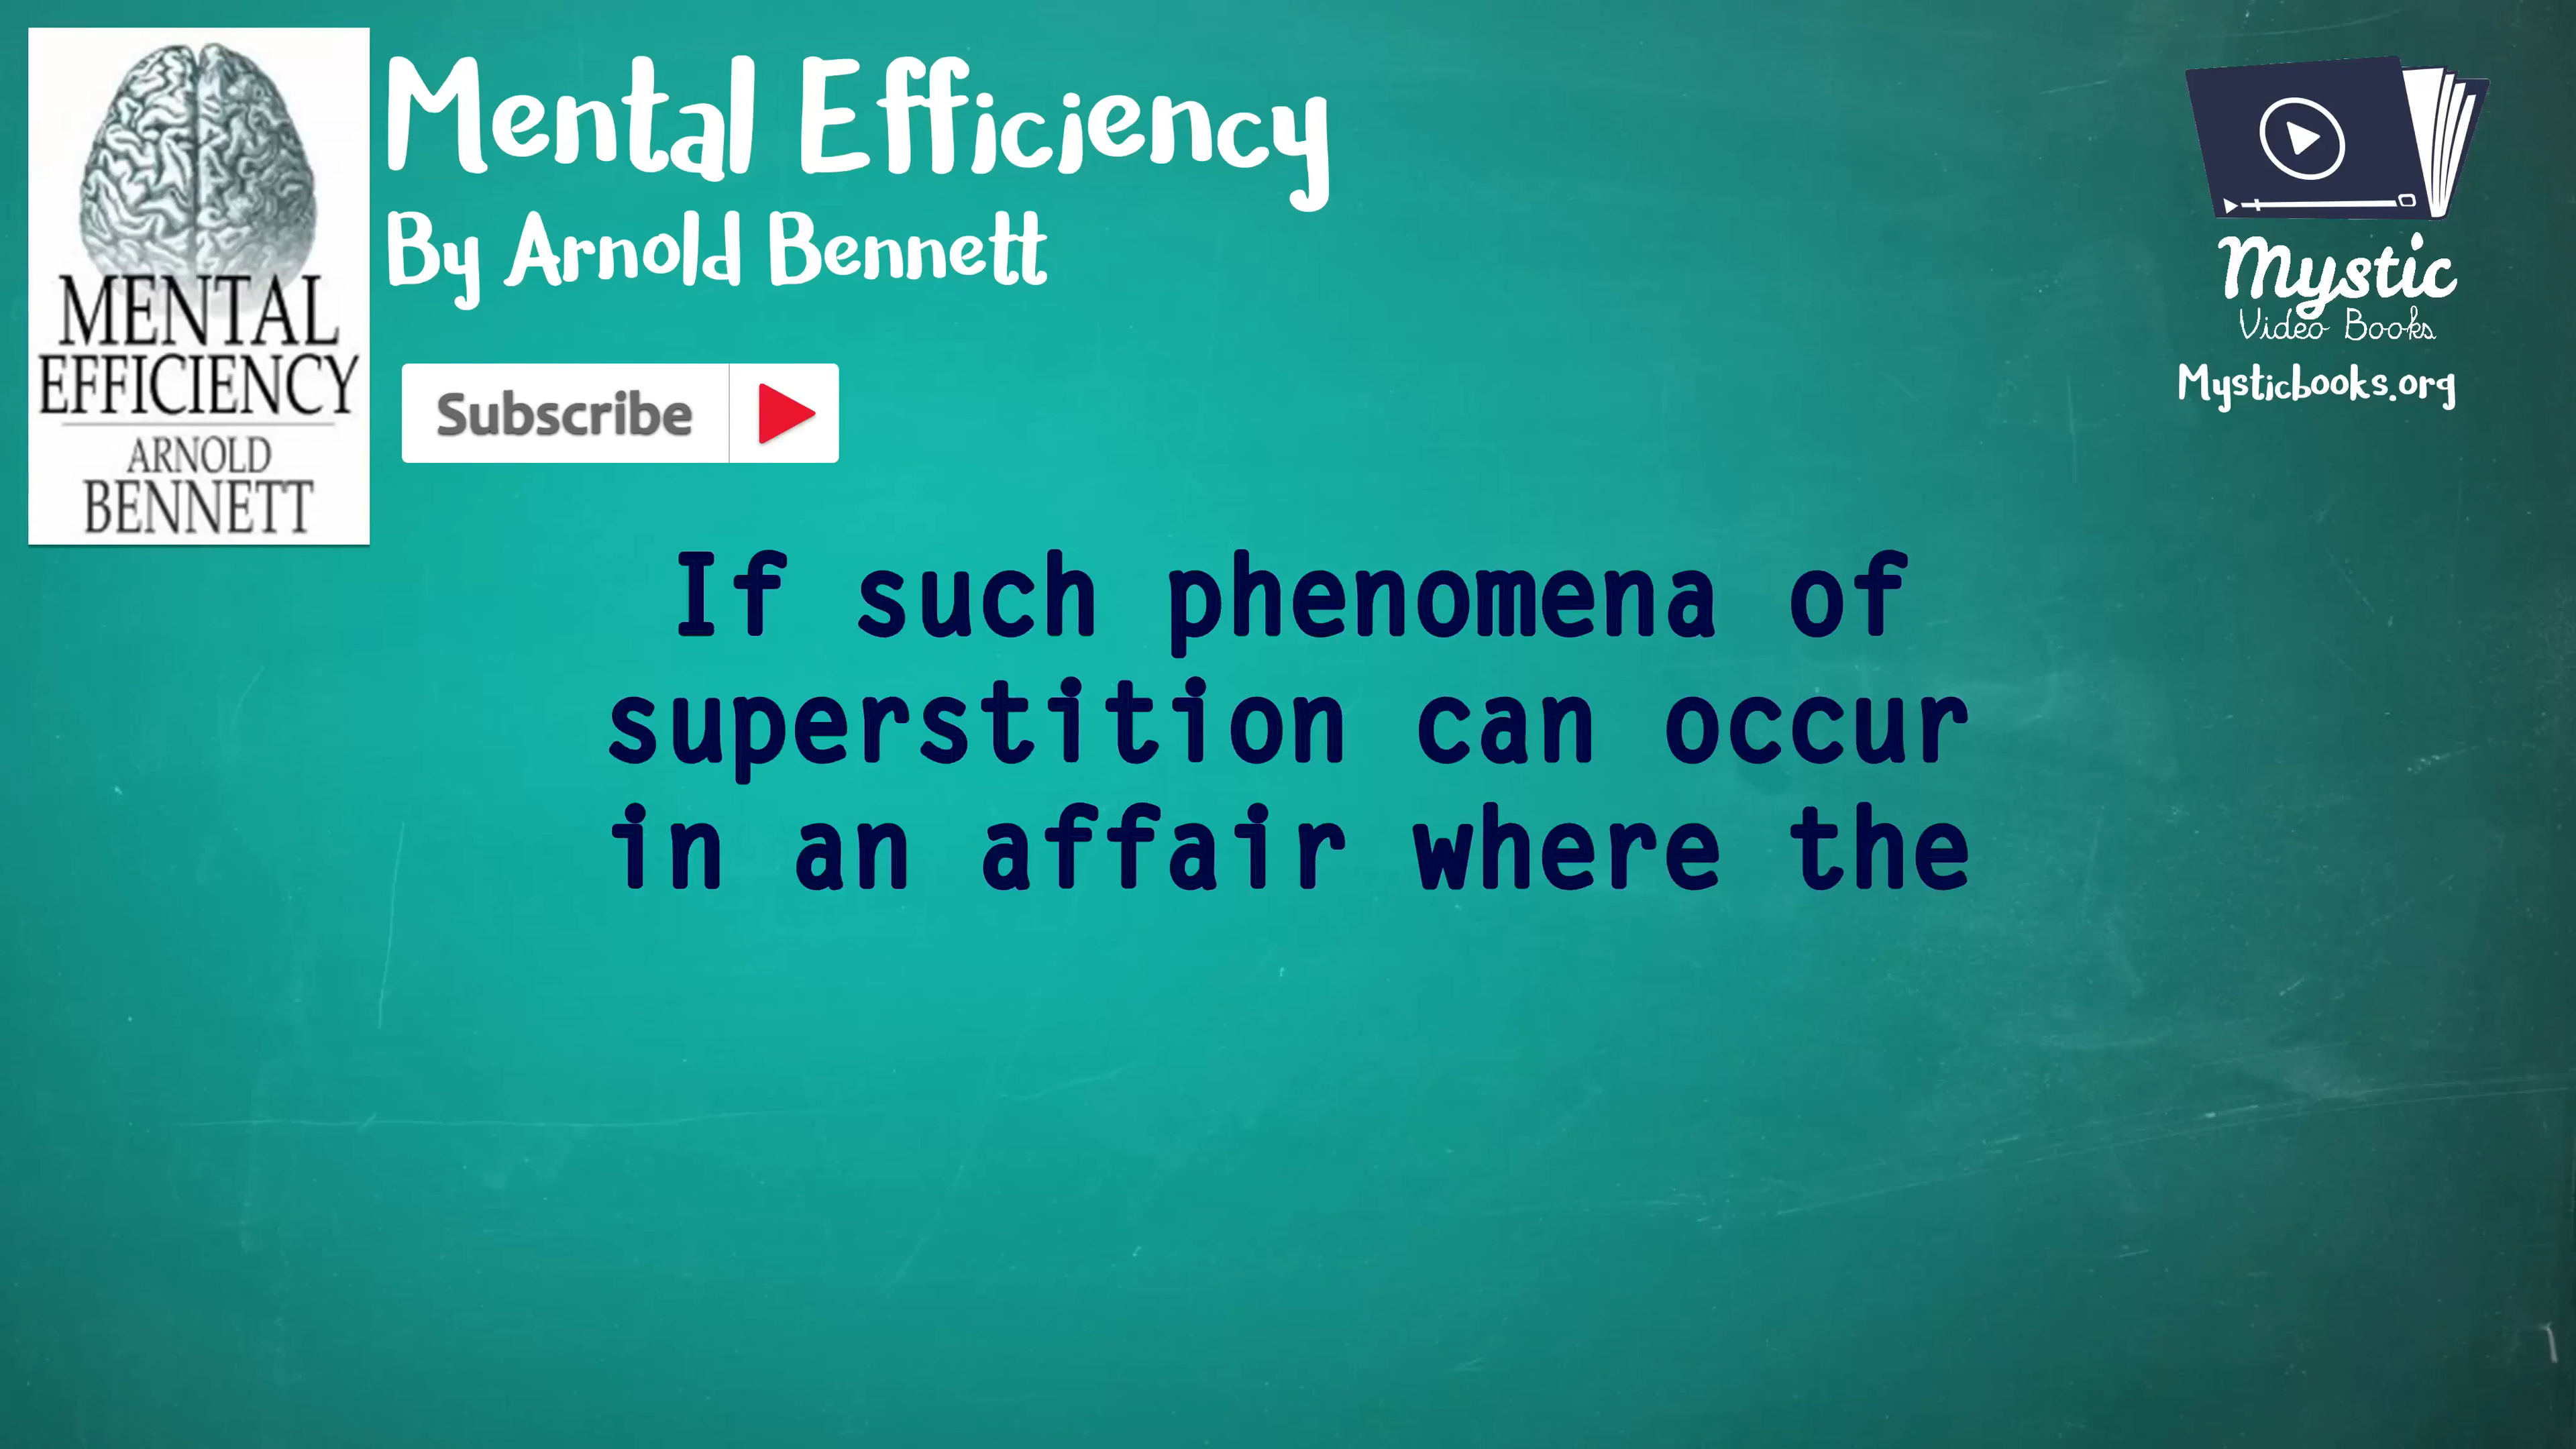 MENTAL
EFFICIENCY
ARNOLD
BENNETT
Mental Efficiency
By Arnold Bennett
Subscribe
Mystic
Video Books
Mysticbooks.org
If such phenomena of
superstition can occur
in an affair where the